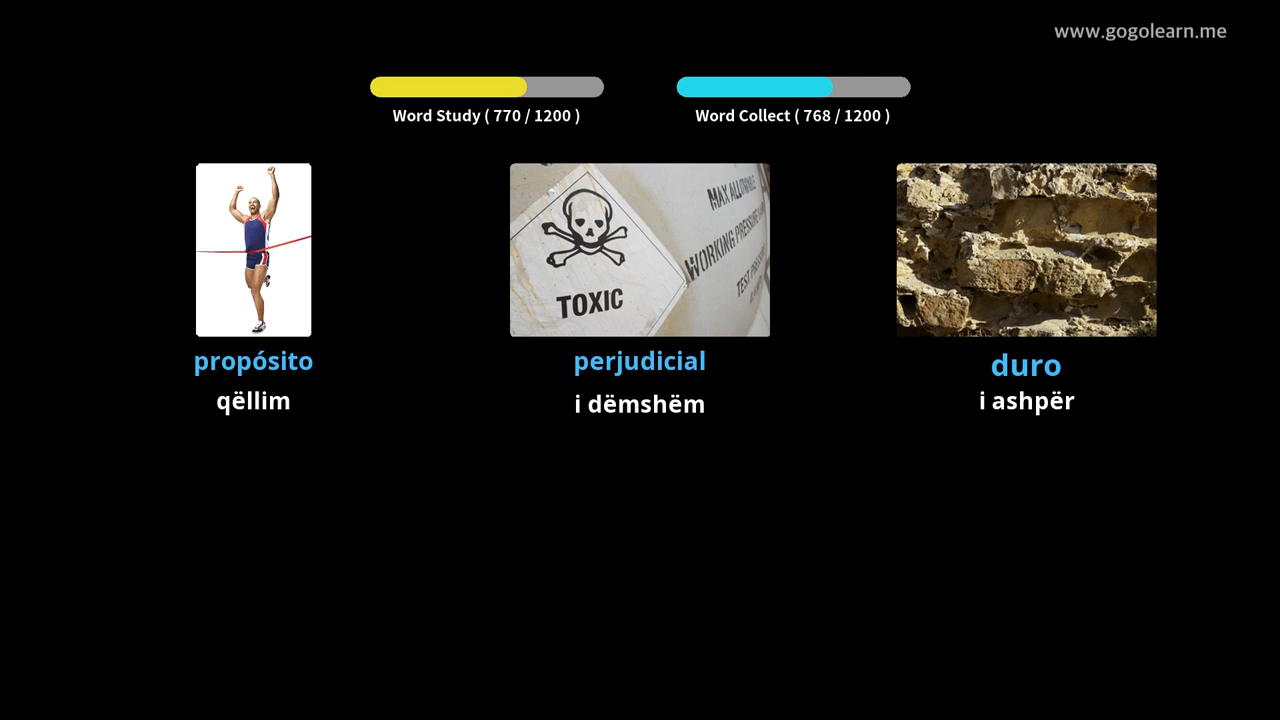 www.gogolearn.me
Word Study ( 770 / 1200 )
Word Collect ( 768 / 1200 )
MAX ALLOWABLE
WORKING PRESSURE
TEST PRESSURE
TOXIC
propósito
perjudicial
duro
qëllim
i dëmshëm
i ashpër